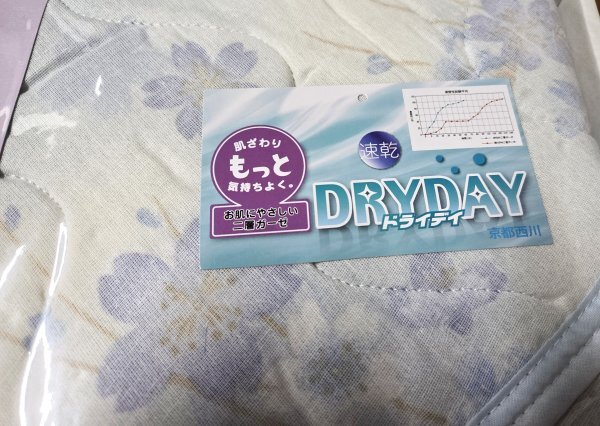 肌ざわり
もっと
気持ちよく。
お肌にやさしい
二層ガーゼ
速乾
DRYDAY
ドライデイ
京都西川